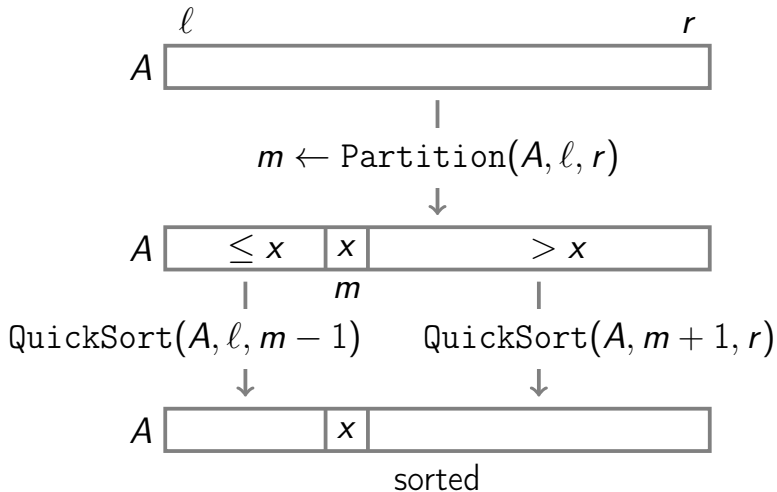 ℓ r
A
m ← Partition(A, ℓ, r)
A ≤ x x > x
m
QuickSort(A, ℓ, m − 1) QuickSort(A, m + 1, r)
A x
sorted